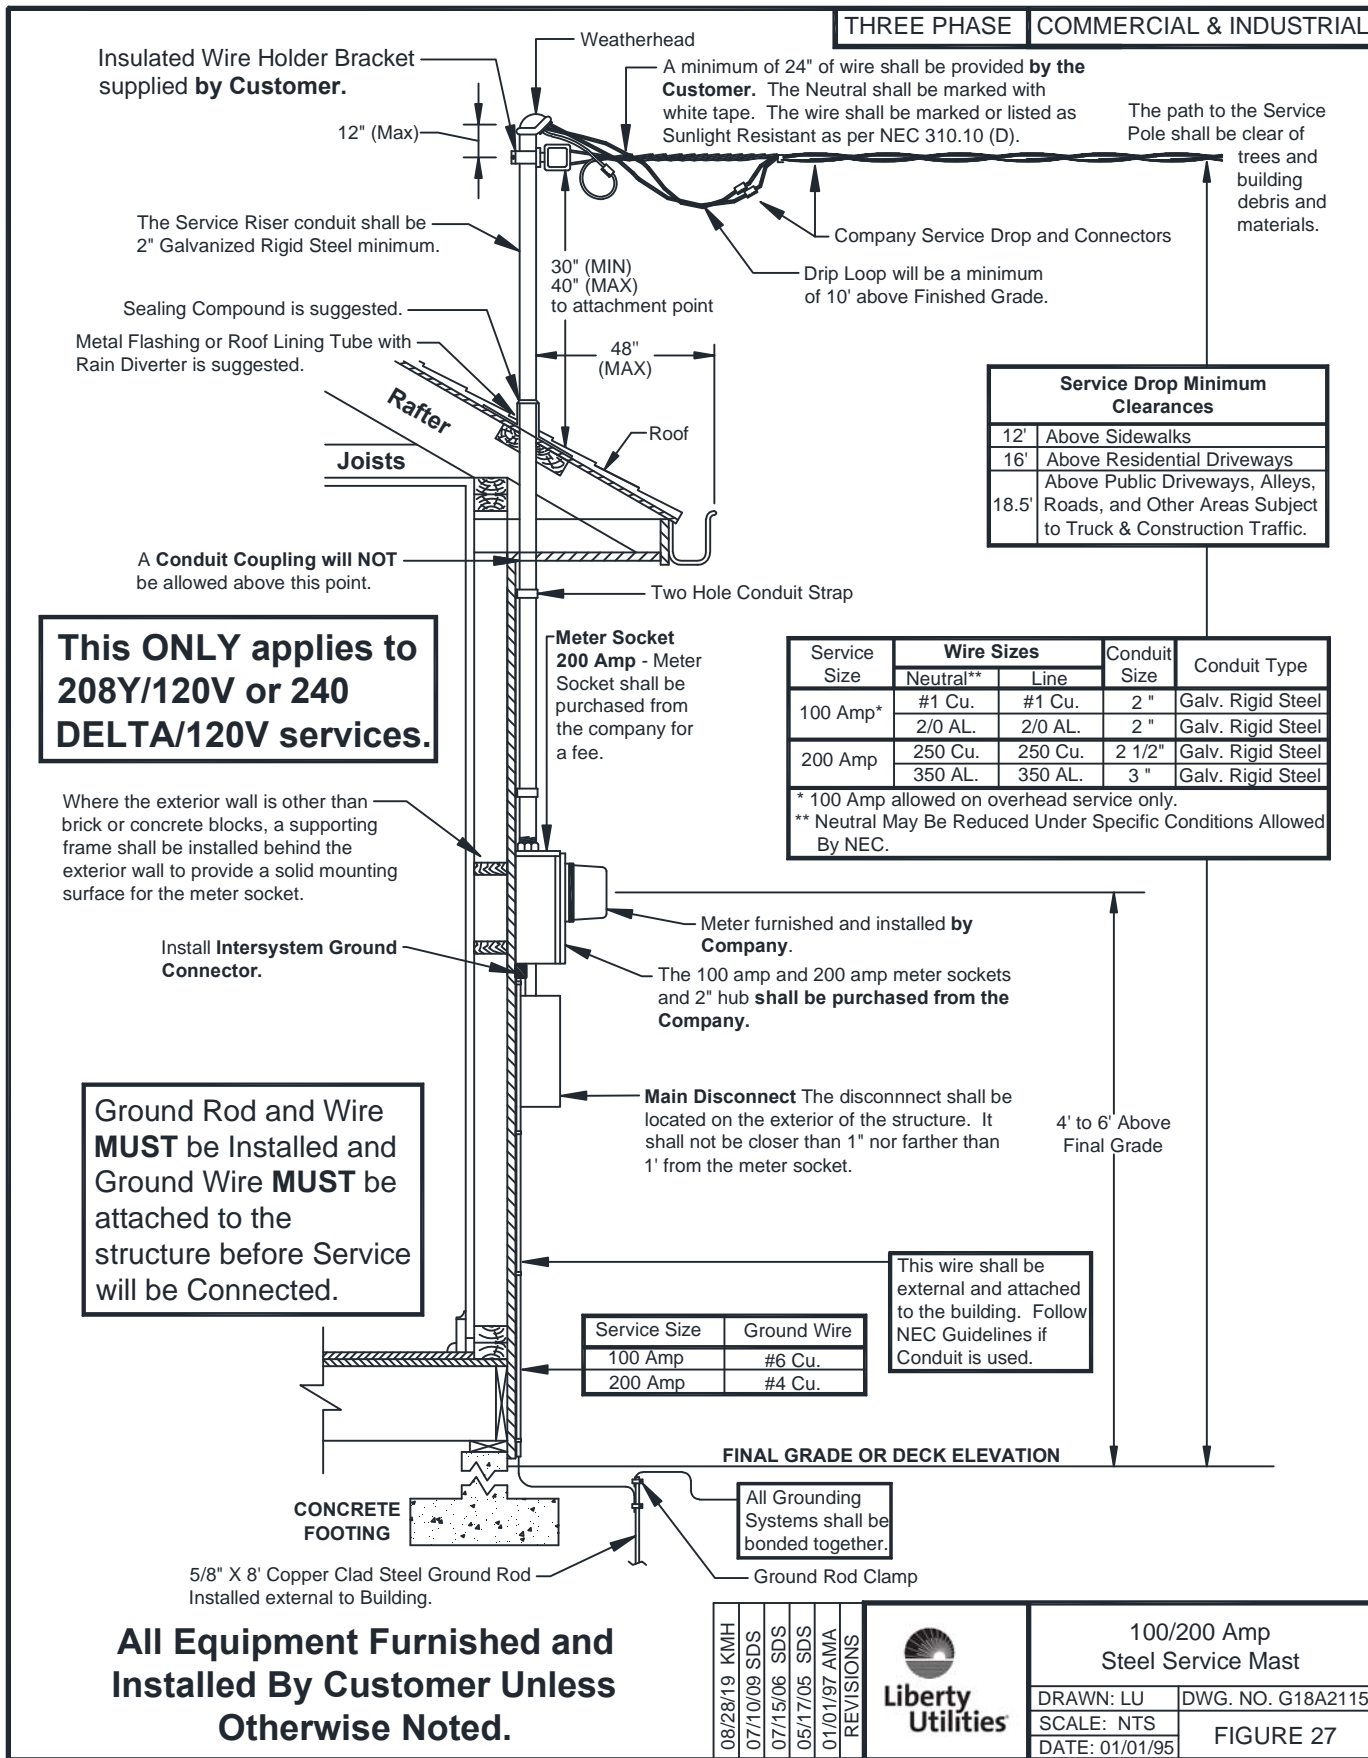 THREE PHASE
COMMERCIAL & INDUSTRIAL
Insulated Wire Holder Bracket
supplied by Customer.
Weatherhead
A minimum of 24" of wire shall be provided by the
Customer. The Neutral shall be marked with
white tape. The wire shall be marked or listed as
Sunlight Resistant as per NEC 310.10 (D).
The path to the Service
Pole shall be clear of
trees and
building
debris and
materials.
12" (Max)
The Service Riser conduit shall be
2" Galvanized Rigid Steel minimum.
Company Service Drop and Connectors
30" (MIN)
40" (MAX)
to attachment point
Drip Loop will be a minimum
of 10' above Finished Grade.
Sealing Compound is suggested.
Metal Flashing or Roof Lining Tube with
Rain Diverter is suggested.
48"
(MAX)
Rafter
Roof
Joists
Service Drop Minimum
Clearances
12' Above Sidewalks
16' Above Residential Driveways
18.5' Above Public Driveways, Alleys,
Roads, and Other Areas Subject
to Truck & Construction Traffic.
A Conduit Coupling will NOT
be allowed above this point.
Two Hole Conduit Strap
This ONLY applies to
208Y/120V or 240
DELTA/120V services.
Meter Socket
200 Amp - Meter
Socket shall be
purchased from
the company for
a fee.
Service Size Wire Sizes Conduit Size Conduit Type
Neutral** Line
100 Amp* #1 Cu. #1 Cu. 2 " Galv. Rigid Steel
2/0 AL. 2/0 AL. 2 " Galv. Rigid Steel
200 Amp 250 Cu. 250 Cu. 2 1/2" Galv. Rigid Steel
350 AL. 350 AL. 3 " Galv. Rigid Steel
* 100 Amp allowed on overhead service only.
** Neutral May Be Reduced Under Specific Conditions Allowed
By NEC.
Where the exterior wall is other than
brick or concrete blocks, a supporting
frame shall be installed behind the
exterior wall to provide a solid mounting
surface for the meter socket.
Install Intersystem Ground
Connector.
Meter furnished and installed by
Company.
The 100 amp and 200 amp meter sockets
and 2" hub shall be purchased from the
Company.
Main Disconnect The disconnnect shall be
located on the exterior of the structure. It
shall not be closer than 1" nor farther than
1' from the meter socket.
4' to 6' Above
Final Grade
Ground Rod and Wire
MUST be Installed and
Ground Wire MUST be
attached to the
structure before Service
will be Connected.
This wire shall be
external and attached
to the building. Follow
NEC Guidelines if
Conduit is used.
Service Size Ground Wire
100 Amp #6 Cu.
200 Amp #4 Cu.
FINAL GRADE OR DECK ELEVATION
CONCRETE
FOOTING
All Grounding
Systems shall be
bonded together.
5/8" X 8' Copper Clad Steel Ground Rod
Installed external to Building.
Ground Rod Clamp
All Equipment Furnished and
Installed By Customer Unless
Otherwise Noted.
08/28/19 KMH
07/10/09 SDS
07/15/06 SDS
05/17/05 SDS
01/01/97 AMA
REVISIONS
Liberty
Utilities
100/200 Amp
Steel Service Mast
DRAWN: LU
DWG. NO. G18A2115
SCALE: NTS
DATE: 01/01/95
FIGURE 27